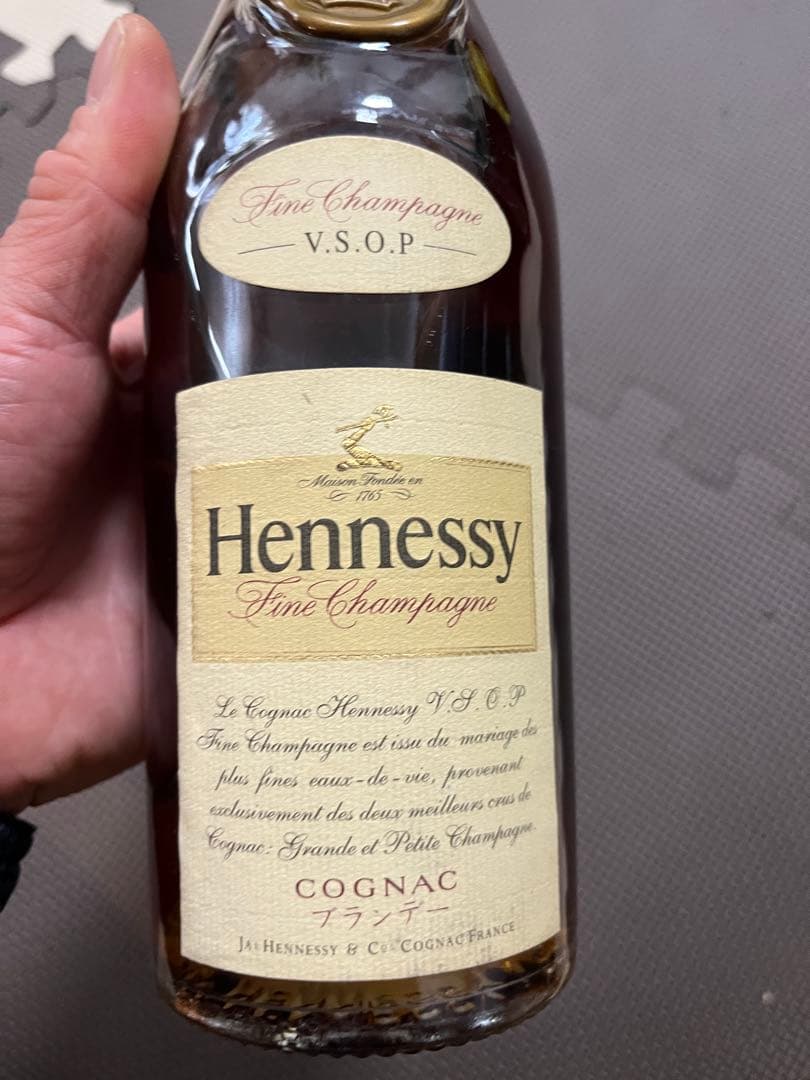 Fine Champagne
V.S.O.P
Maison Fondée en
1765
Hennessy
Fine Champagne
Le Cognac Hennessy V.S.O.P
Fine Champagne est issu du mariage des
plus fines eaux-de-vie, provenant
exclusivement des deux meilleurs crus de
Cognac: Grande et Petite Champagne.
COGNAC
ブランデー
JAs HENNESSY & Co. COGNAC FRANCE